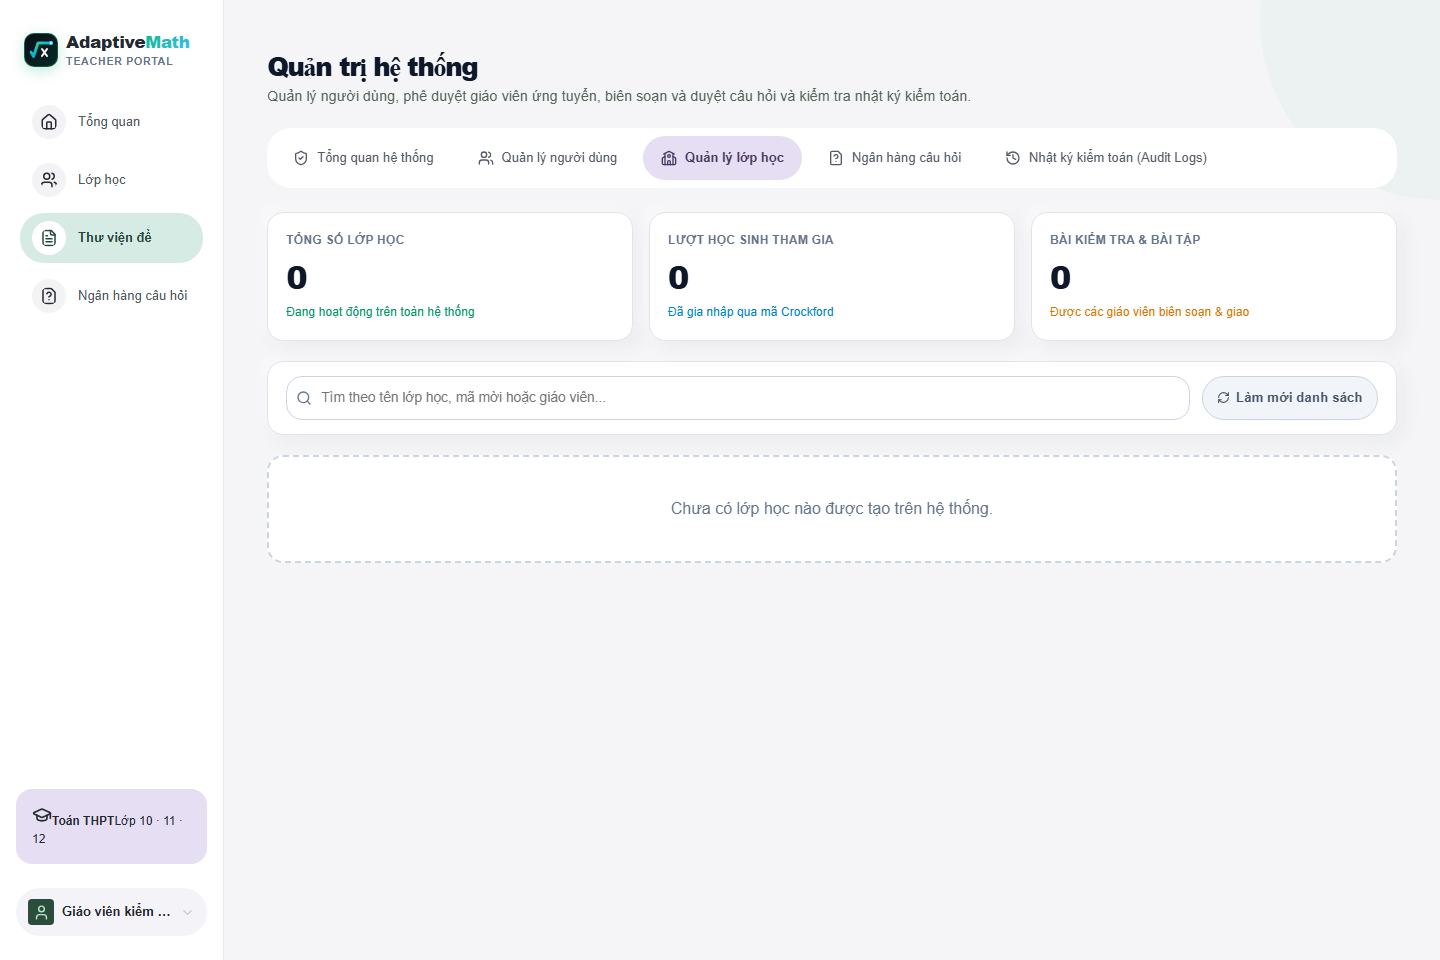 AdaptiveMath
TEACHER PORTAL
Tổng quan
Lớp học
Thư viện đề
Ngân hàng câu hỏi
Toán THPTLớp 10 · 11 ·
12
Giáo viên kiểm ...
Quản trị hệ thống
Quản lý người dùng, phê duyệt giáo viên ứng tuyển, biên soạn và duyệt câu hỏi và kiểm tra nhật ký kiểm toán.
Tổng quan hệ thống
Quản lý người dùng
Quản lý lớp học
Ngân hàng câu hỏi
Nhật ký kiểm toán (Audit Logs)
TỔNG SỐ LỚP HỌC
0
Đang hoạt động trên toàn hệ thống
LƯỢT HỌC SINH THAM GIA
0
Đã gia nhập qua mã Crockford
BÀI KIỂM TRA & BÀI TẬP
0
Được các giáo viên biên soạn & giao
Tìm theo tên lớp học, mã mời hoặc giáo viên...
Làm mới danh sách
Chưa có lớp học nào được tạo trên hệ thống.